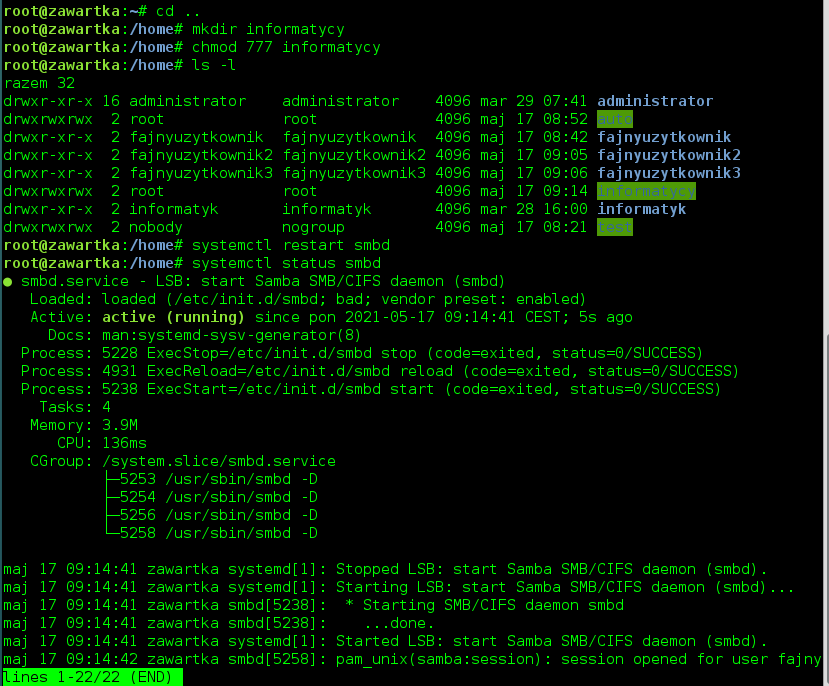 root@zawartka:~# cd ..
root@zawartka:/home# mkdir informatycy
root@zawartka:/home# chmod 777 informatycy
root@zawartka:/home# ls -l
razem 32
drwxr-xr-x 16 administrator    administrator    4096 mar 29 07:41 administrator
drwxrwxrwx  2 root             root             4096 maj 17 08:52 auto
drwxr-xr-x  2 fajnyuzytkownik  fajnyuzytkownik  4096 maj 17 08:42 fajnyuzytkownik
drwxr-xr-x  2 fajnyuzytkownik2 fajnyuzytkownik2 4096 maj 17 09:05 fajnyuzytkownik2
drwxr-xr-x  2 fajnyuzytkownik3 fajnyuzytkownik3 4096 maj 17 09:06 fajnyuzytkownik3
drwxrwxrwx  2 root             root             4096 maj 17 09:14 informatycy
drwxr-xr-x  2 informatyk       informatyk       4096 mar 28 16:00 informatyk
drwxrwxrwx  2 nobody           nogroup          4096 maj 17 08:21 test
root@zawartka:/home# systemctl restart smbd
root@zawartka:/home# systemctl status smbd
● smbd.service - LSB: start Samba SMB/CIFS daemon (smbd)
   Loaded: loaded (/etc/init.d/smbd; bad; vendor preset: enabled)
   Active: active (running) since pon 2021-05-17 09:14:41 CEST; 5s ago
     Docs: man:systemd-sysv-generator(8)
  Process: 5228 ExecStop=/etc/init.d/smbd stop (code=exited, status=0/SUCCESS)
  Process: 4931 ExecReload=/etc/init.d/smbd reload (code=exited, status=0/SUCCESS)
  Process: 5238 ExecStart=/etc/init.d/smbd start (code=exited, status=0/SUCCESS)
    Tasks: 4
   Memory: 3.9M
      CPU: 136ms
   CGroup: /system.slice/smbd.service
           ├─5253 /usr/sbin/smbd -D
           ├─5254 /usr/sbin/smbd -D
           ├─5256 /usr/sbin/smbd -D
           └─5258 /usr/sbin/smbd -D

maj 17 09:14:41 zawartka systemd[1]: Stopped LSB: start Samba SMB/CIFS daemon (smbd).
maj 17 09:14:41 zawartka systemd[1]: Starting LSB: start Samba SMB/CIFS daemon (smbd)...
maj 17 09:14:41 zawartka smbd[5238]:  * Starting SMB/CIFS daemon smbd
maj 17 09:14:41 zawartka smbd[5238]:    ...done.
maj 17 09:14:41 zawartka systemd[1]: Started LSB: start Samba SMB/CIFS daemon (smbd).
maj 17 09:14:42 zawartka smbd[5258]: pam_unix(samba:session): session opened for user fajny
lines 1-22/22 (END)